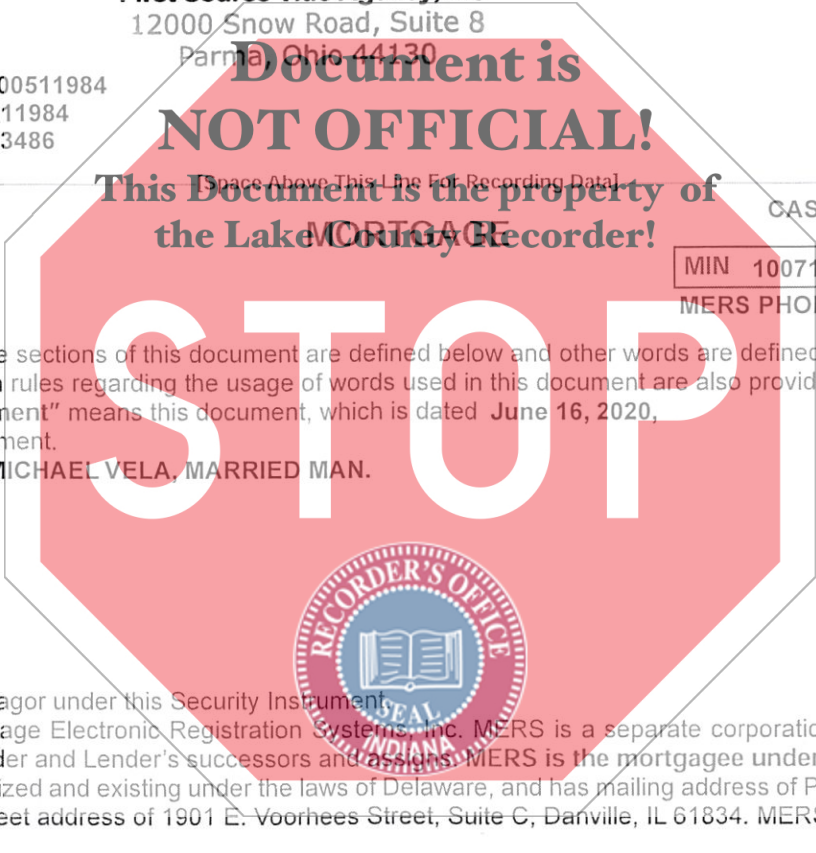 12000 Snow Road, Suite 8
Parma, Ohio 44130
Document is
00511984
11984
NOT OFFICIAL!
3486
[Space Above This Line For Recording Data]
This Document is the property of
CAS
the Lake County Recorder!
MORTGAGE
MIN 10071
MERS PHO
STOP
e sections of this document are defined below and other words are defined
rules regarding the usage of words used in this document are also provid
ment" means this document, which is dated June 16, 2020,
ment.
MICHAEL VELA, MARRIED MAN.
RECORDER'S OFFICE
SEAL
INDIANA
agor under this Security Instrument.
age Electronic Registration Systems, Inc. MERS is a separate corporatio
der and Lender's successors and assigns. MERS is the mortgagee under
ized and existing under the laws of Delaware, and has mailing address of P
eet address of 1901 E. Voorhees Street, Suite C, Danville, IL 61834. MERS